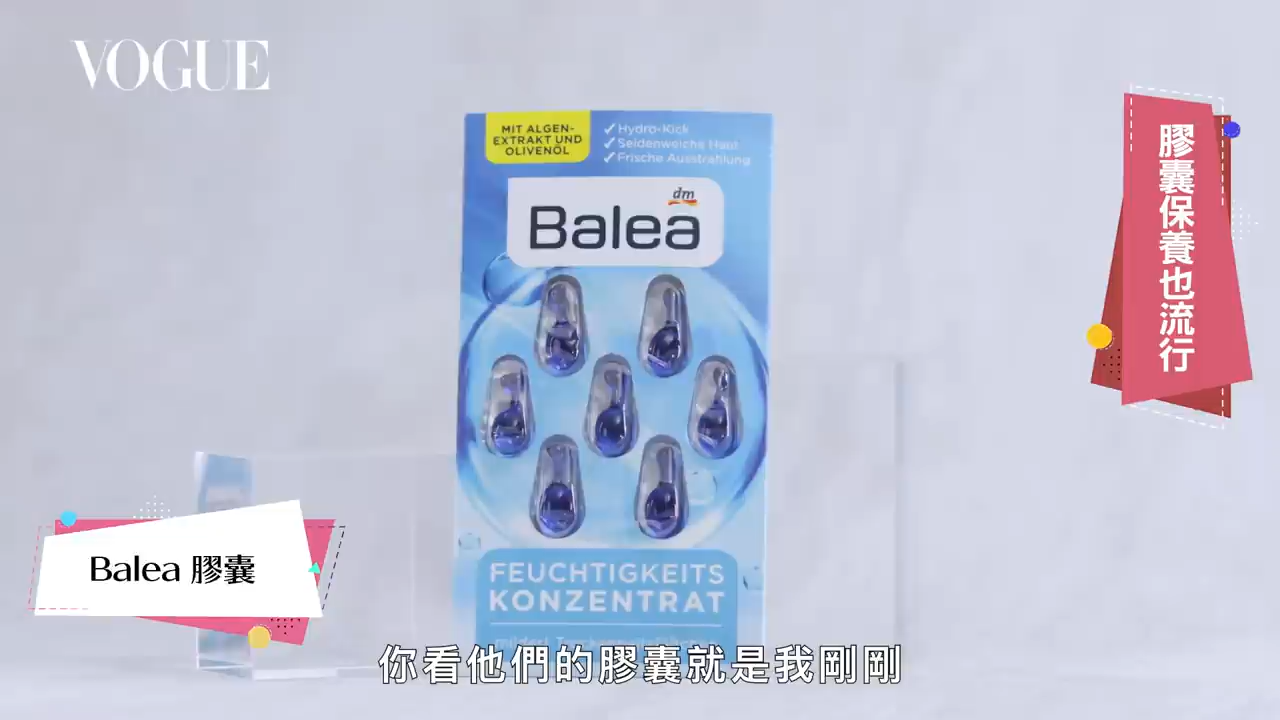 VOGUE
MIT ALGEN-
EXTRAKT UND
OLIVENÖL
✓Hydro-Kick
✓Seidenweiche Haut
✓Frische Ausstrahlung
dm
Balea
FEUCHTIGKEITS
KONZENTRAT
膠囊保養也流行
Balea 膠囊
你看他們的膠囊就是我剛剛